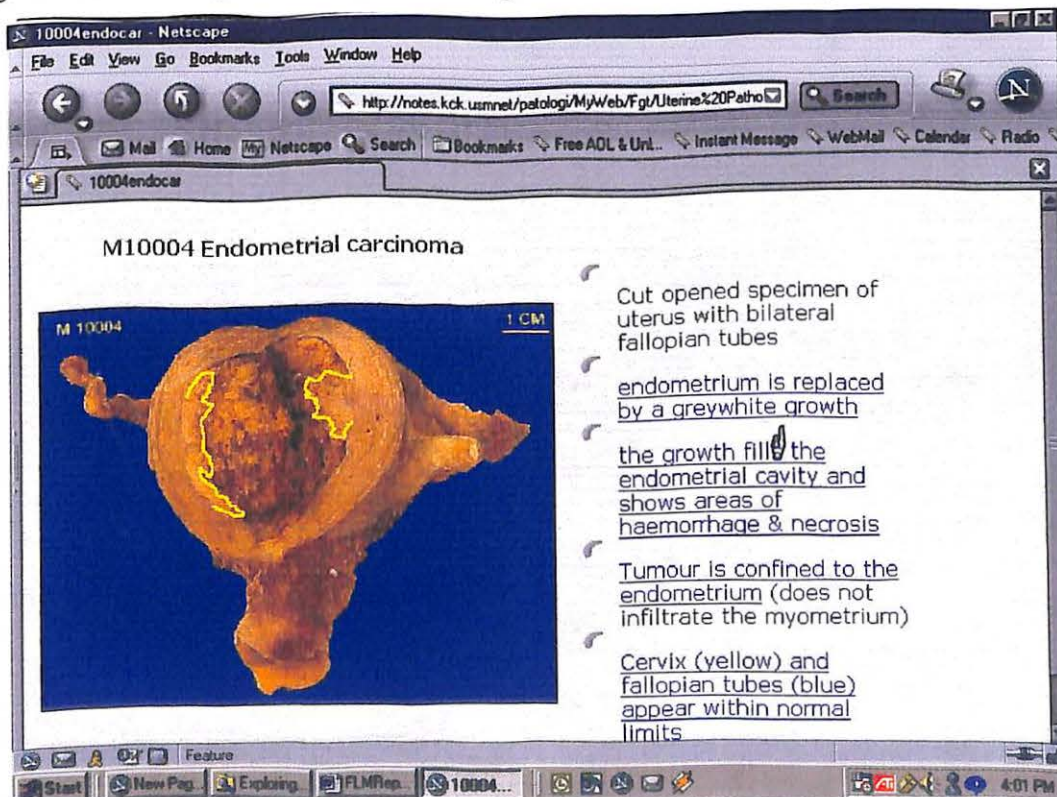 10004endocar - Netscape
File Edit View Go Bookmarks Tools Window Help
http://notes.kck.usmnet/patologi/MyWeb/Fgt/Uterine%20Patho
Search
Mail Home My Netscape Search Bookmarks Free AOL & Unl... Instant Message WebMail Calendar Radio
10004endocar
M10004 Endometrial carcinoma
M 10004
1 CM
Cut opened specimen of
uterus with bilateral
fallopian tubes
endometrium is replaced
by a greywhite growth
the growth fills the
endometrial cavity and
shows areas of
haemorrhage & necrosis
Tumour is confined to the
endometrium (does not
infiltrate the myometrium)
Cervix (yellow) and
fallopian tubes (blue)
appear within normal
limits
Feature
Start New Pag... Exploring... FLMRep... 10004... 4:01 PM